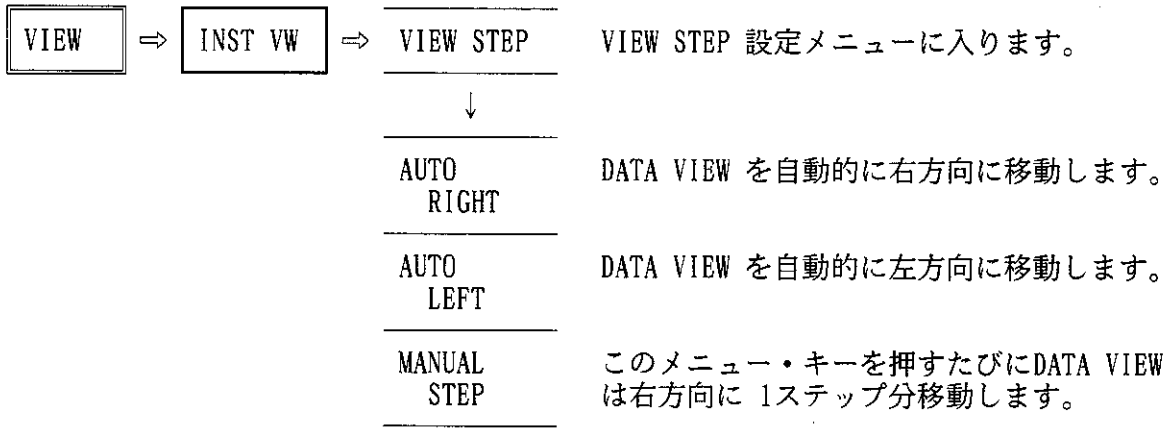 VIEW ⇒ INST VW ⇒ VIEW STEP VIEW STEP 設定メニューに入ります。
↓
AUTO DATA VIEW を自動的に右方向に移動します。
RIGHT
AUTO DATA VIEW を自動的に左方向に移動します。
LEFT
MANUAL このメニュー・キーを押すたびにDATA VIEW
STEP は右方向に 1ステップ分移動します。